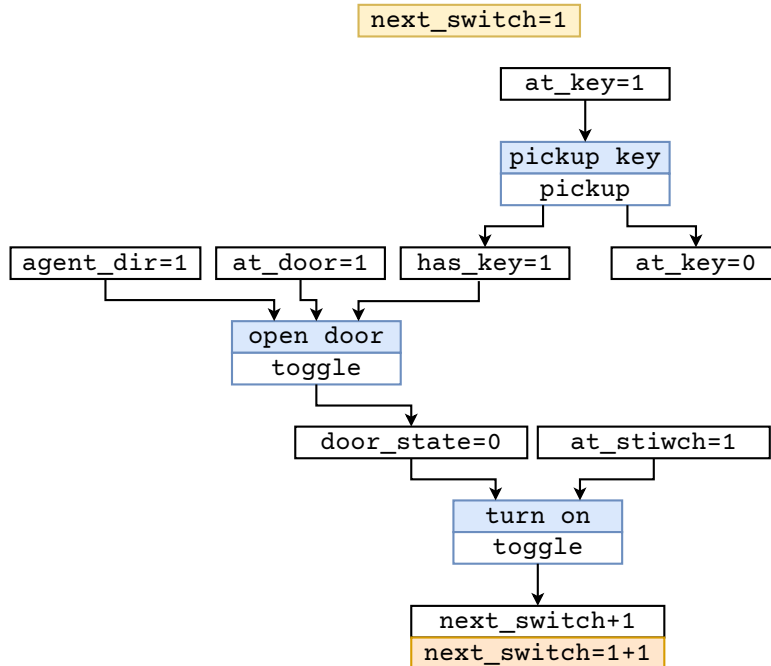 next_switch=1
at_key=1
pickup key
pickup
agent_dir=1
at_door=1
has_key=1
at_key=0
open door
toggle
door_state=0
at_stiwch=1
turn on
toggle
next_switch+1
next_switch=1+1